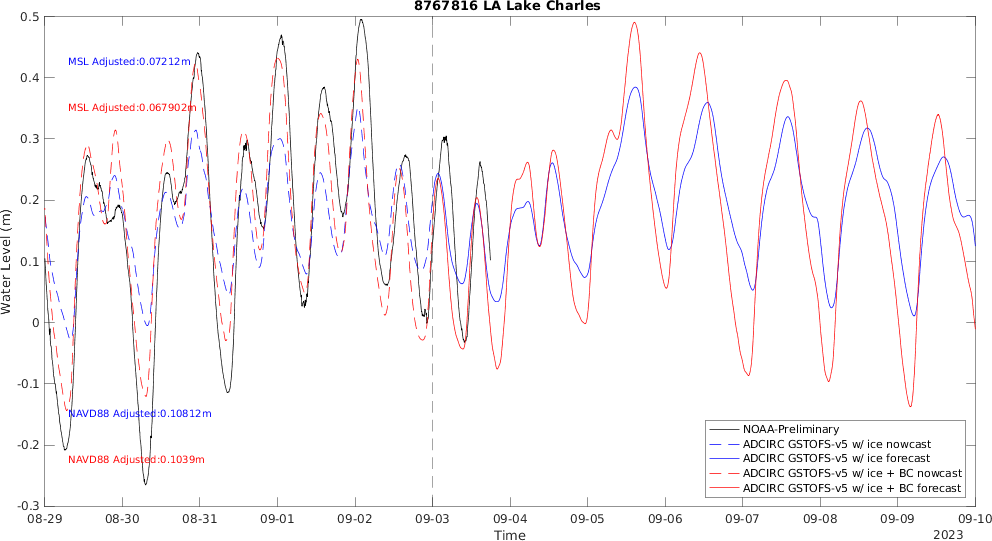 8767816 LA Lake Charles
0.5
0.4
0.3
0.2
0.1
0
-0.1
-0.2
-0.3
Water Level (m)
MSL Adjusted:0.07212m
MSL Adjusted:0.067902m
NAVD88 Adjusted:0.10812m
NAVD88 Adjusted:0.1039m
NOAA-Preliminary
ADCIRC GSTOFS-v5 w/ ice nowcast
ADCIRC GSTOFS-v5 w/ ice forecast
ADCIRC GSTOFS-v5 w/ ice + BC nowcast
ADCIRC GSTOFS-v5 w/ ice + BC forecast
08-29 08-30 08-31 09-01 09-02 09-03 09-04 09-05 09-06 09-07 09-08 09-09 09-10
Time
2023